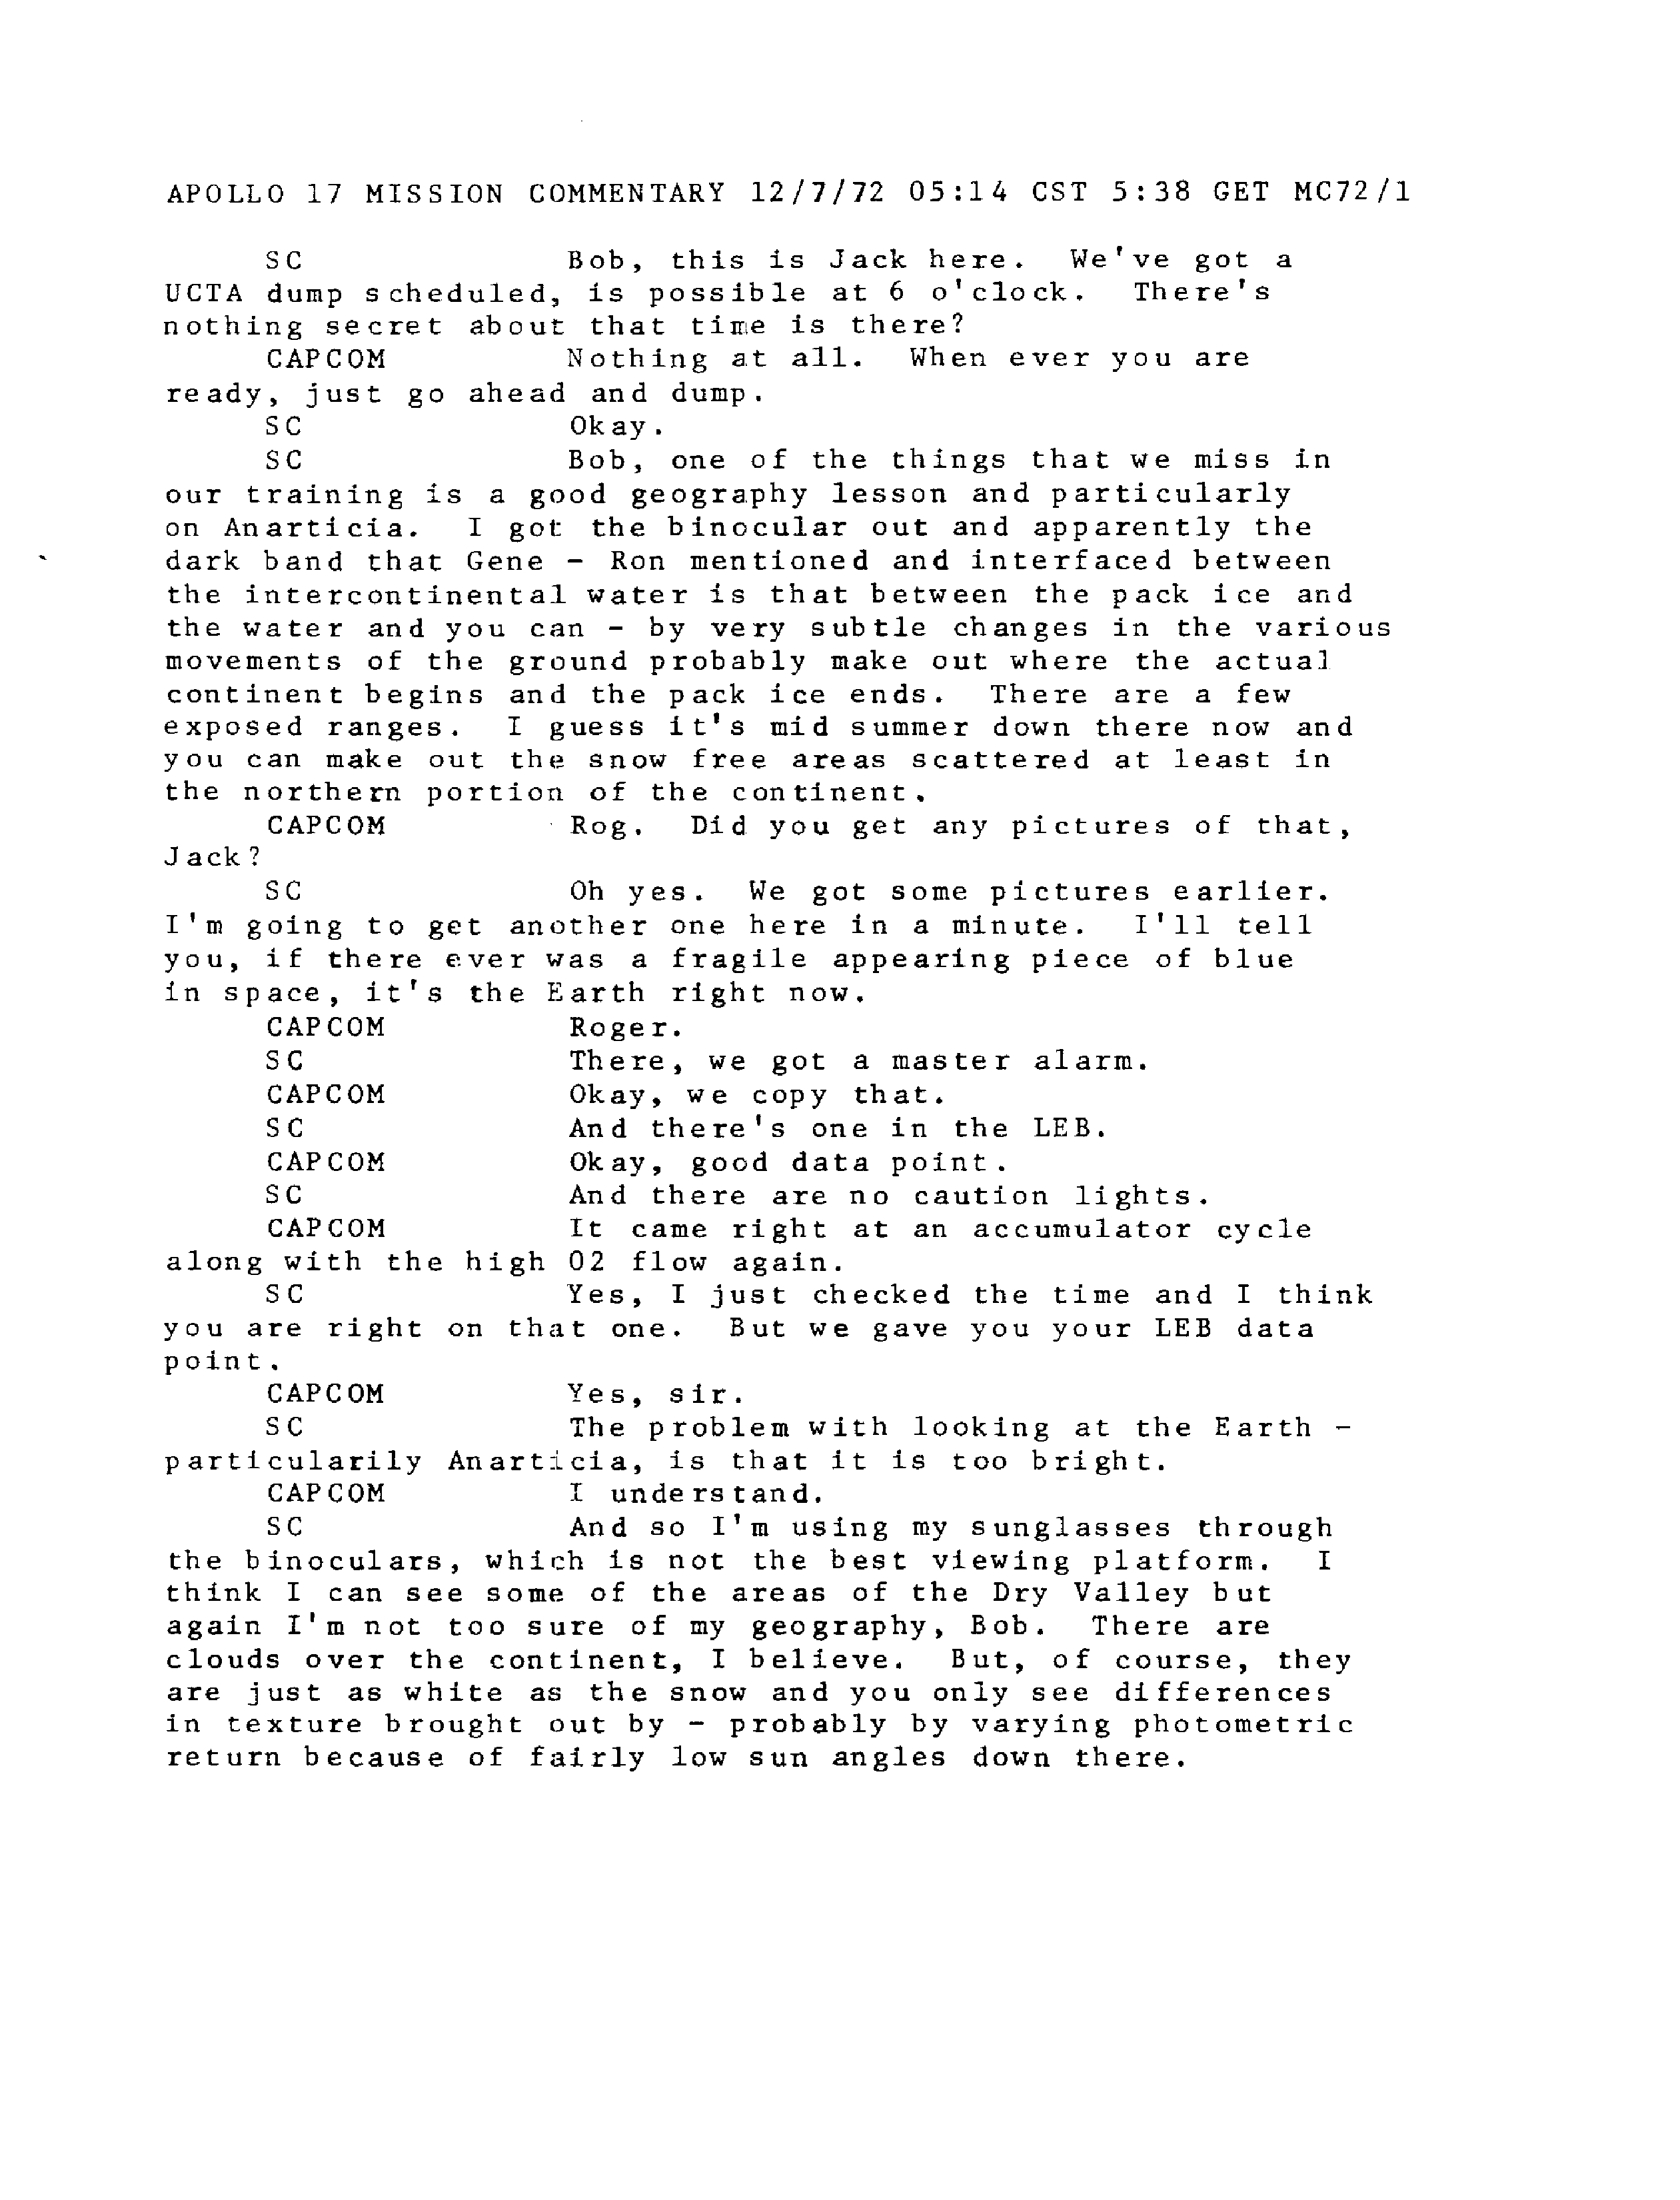 APOLLO 17 MISSION COMMENTARY 12/7/72 05:14 CST 5:38 GET MC72/1
SC Bob, this is Jack here. We've got a
UCTA dump scheduled, is possible at 6 o'clock. There's
nothing secret about that time is there?
CAPCOM Nothing at all. When ever you are
ready, just go ahead and dump.
SC Okay.
SC Bob, one of the things that we miss in
our training is a good geography lesson and particularly
on Anarticia. I got the binocular out and apparently the
dark band that Gene - Ron mentioned and interfaced between
the intercontinental water is that between the pack ice and
the water and you can - by very subtle changes in the various
movements of the ground probably make out where the actual
continent begins and the pack ice ends. There are a few
exposed ranges. I guess it's mid summer down there now and
you can make out the snow free areas scattered at least in
the northern portion of the continent.
CAPCOM Rog. Did you get any pictures of that,
Jack?
SC Oh yes. We got some pictures earlier.
I'm going to get another one here in a minute. I'll tell
you, if there ever was a fragile appearing piece of blue
in space, it's the Earth right now.
CAPCOM Roger.
SC There, we got a master alarm.
CAPCOM Okay, we copy that.
SC And there's one in the LEB.
CAPCOM Okay, good data point.
SC And there are no caution lights.
CAPCOM It came right at an accumulator cycle
along with the high O2 flow again.
SC Yes, I just checked the time and I think
you are right on that one. But we gave you your LEB data
point.
CAPCOM Yes, sir.
SC The problem with looking at the Earth -
particularily Anarticia, is that it is too bright.
CAPCOM I understand.
SC And so I'm using my sunglasses through
the binoculars, which is not the best viewing platform. I
think I can see some of the areas of the Dry Valley but
again I'm not too sure of my geography, Bob. There are
clouds over the continent, I believe. But, of course, they
are just as white as the snow and you only see differences
in texture brought out by - probably by varying photometric
return because of fairly low sun angles down there.